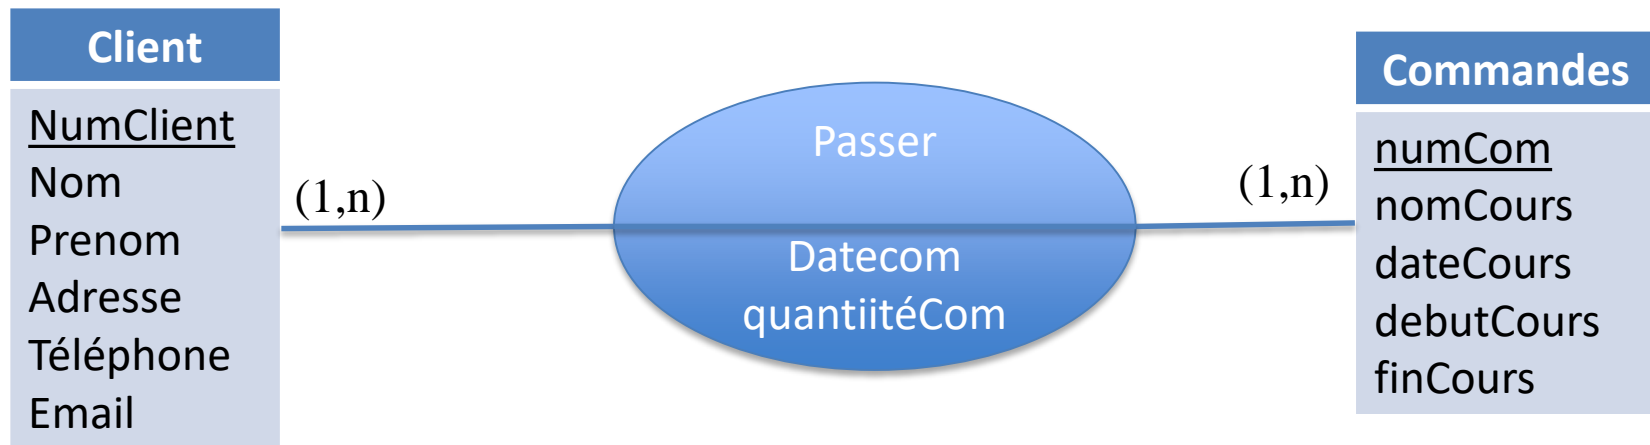 Client
NumClient
Nom
Prenom
Adresse
Téléphone
Email
(1,n)
Passer
Datecom
quantiitéCom
(1,n)
Commandes
numCom
nomCours
dateCours
debutCours
finCours